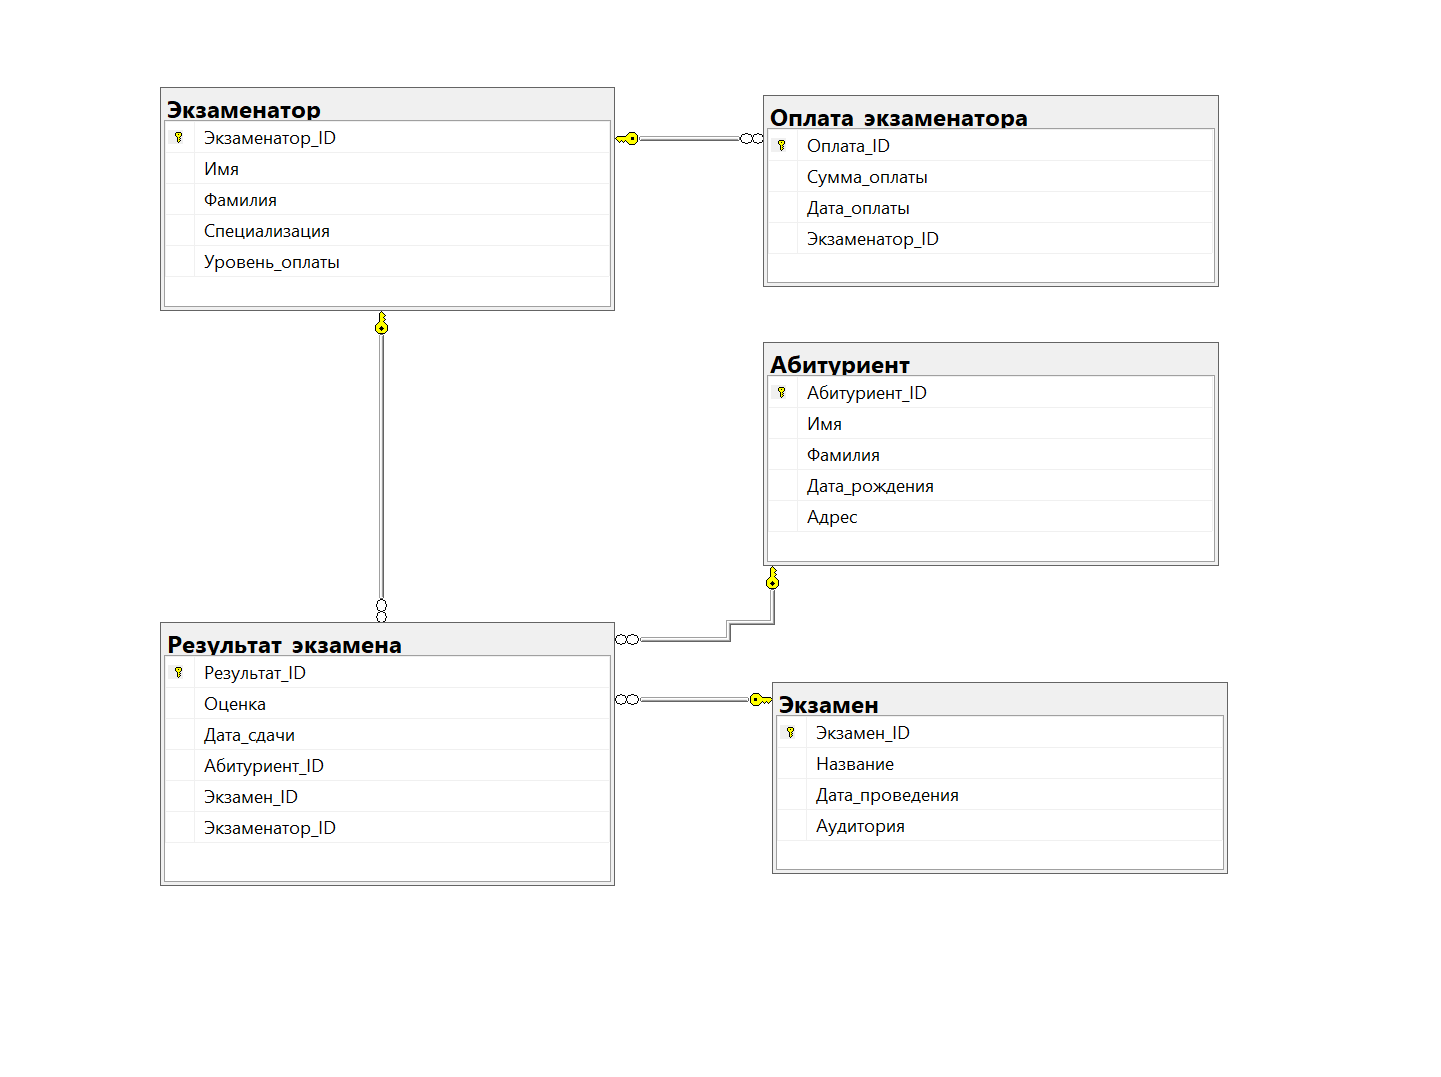 Экзаменатор
Экзаменатор_ID
Имя
Фамилия
Специализация
Уровень_оплаты
Оплата_экзаменатора
Оплата_ID
Сумма_оплаты
Дата_оплаты
Экзаменатор_ID
Абитуриент
Абитуриент_ID
Имя
Фамилия
Дата_рождения
Адрес
Результат_экзамена
Результат_ID
Оценка
Дата_сдачи
Абитуриент_ID
Экзамен_ID
Экзаменатор_ID
Экзамен
Экзамен_ID
Название
Дата_проведения
Аудитория